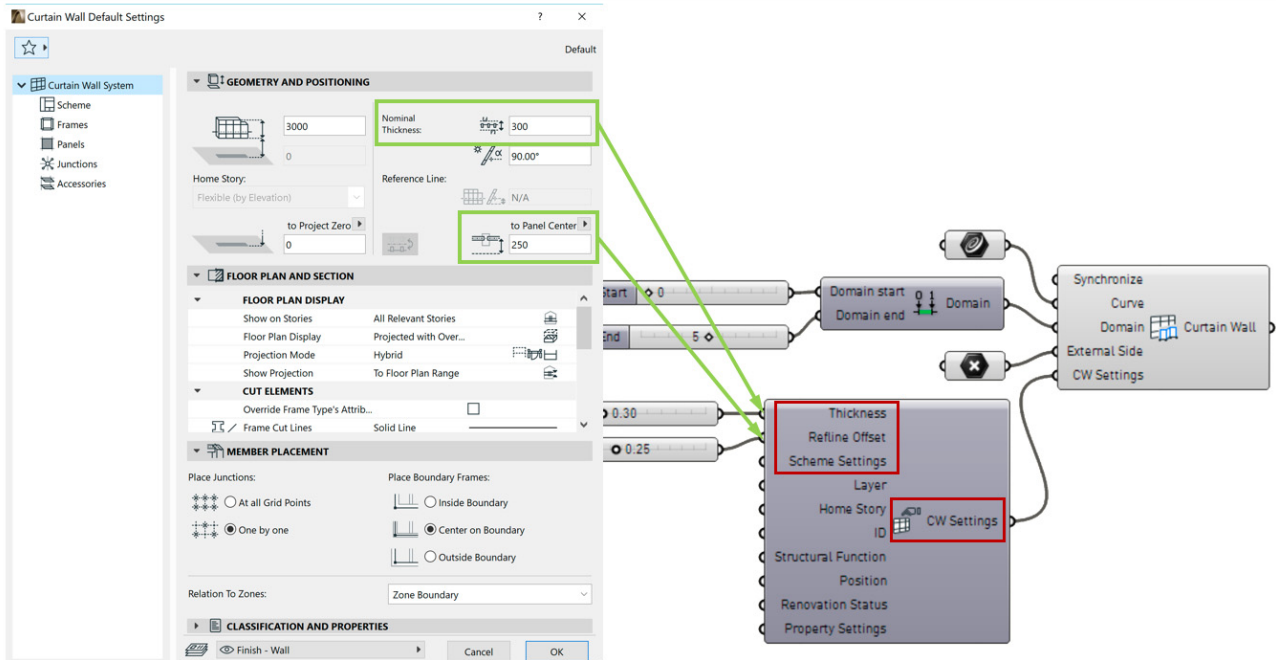 Curtain Wall Default Settings
?
Default
Curtain Wall System
Scheme
Frames
Panels
Junctions
Accessories
GEOMETRY AND POSITIONING
3000
0
Home Story:
Flexible (by Elevation)
to Project Zero
0
Nominal
Thickness:
300
α
90.00°
Reference Line:
N/A
to Panel Center
250
FLOOR PLAN AND SECTION
FLOOR PLAN DISPLAY
Show on Stories All Relevant Stories
Floor Plan Display Projected with Over...
Projection Mode Hybrid
Show Projection To Floor Plan Range
CUT ELEMENTS
Override Frame Type's Attrib...
Frame Cut Lines Solid Line
MEMBER PLACEMENT
Place Junctions:
At all Grid Points
One by one
Place Boundary Frames:
Inside Boundary
Center on Boundary
Outside Boundary
Relation To Zones: Zone Boundary
CLASSIFICATION AND PROPERTIES
Finish - Wall
Cancel
OK
Start 0
End 5
Domain start
Domain end
0 1
Domain
0.30
0.25
Thickness
Refline Offset
Scheme Settings
Layer
Home Story
ID
Structural Function
Position
Renovation Status
Property Settings
CW Settings
Synchronize
Curve
Domain
External Side
CW Settings
Curtain Wall